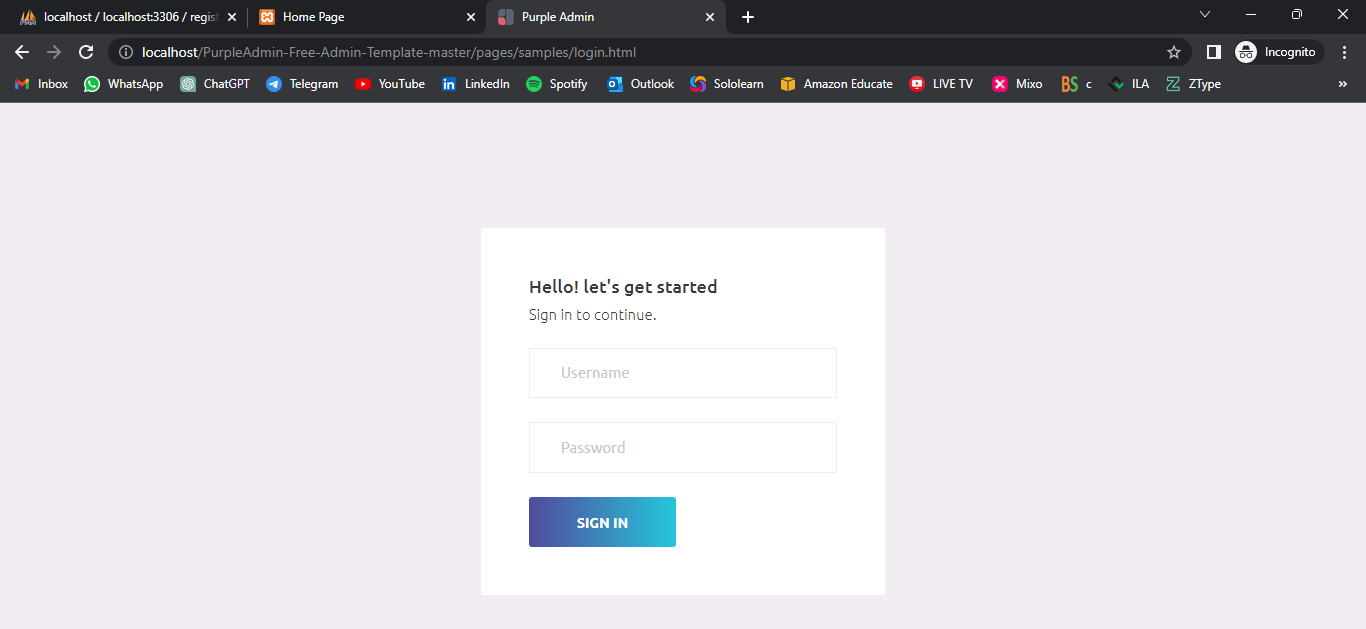 localhost / localhost:3306 / regist
Home Page
Purple Admin
localhost/PurpleAdmin-Free-Admin-Template-master/pages/samples/login.html
Incognito
Inbox WhatsApp ChatGPT Telegram YouTube LinkedIn Spotify Outlook Sololearn Amazon Educate LIVE TV Mixo BS c ILA ZType »
Hello! let's get started
Sign in to continue.
Username
Password
SIGN IN